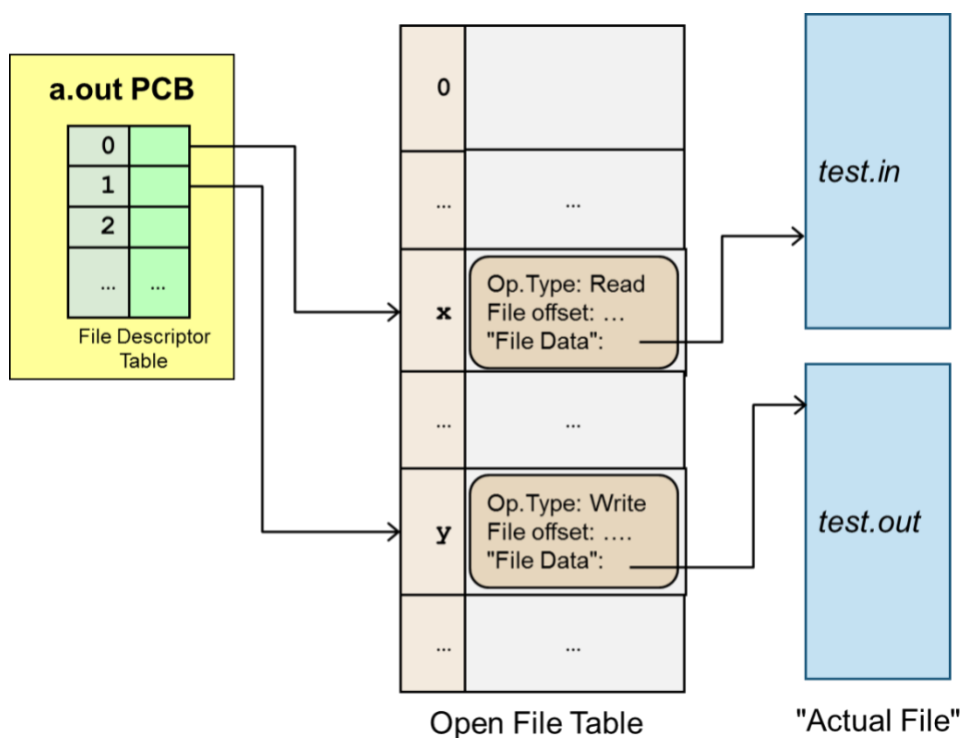 a.out PCB
0
1
2
... ...
File Descriptor
Table
0
... ...
x
Op.Type: Read
File offset: ...
"File Data":
... ...
y
Op.Type: Write
File offset: ....
"File Data":
... ...
Open File Table
test.in
test.out
"Actual File"